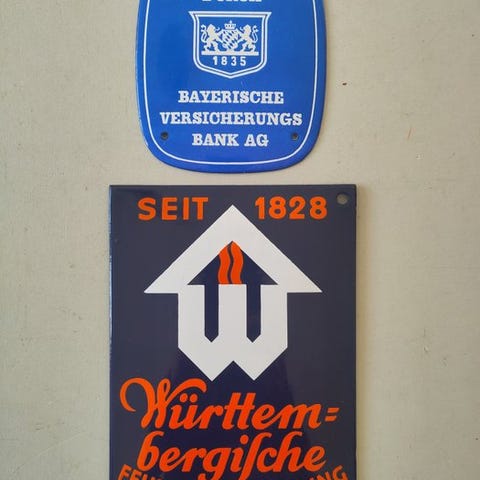 1835
BAYERISCHE
VERSICHERUNGS
BANK AG
SEIT 1828
W
Württem=
bergiſche